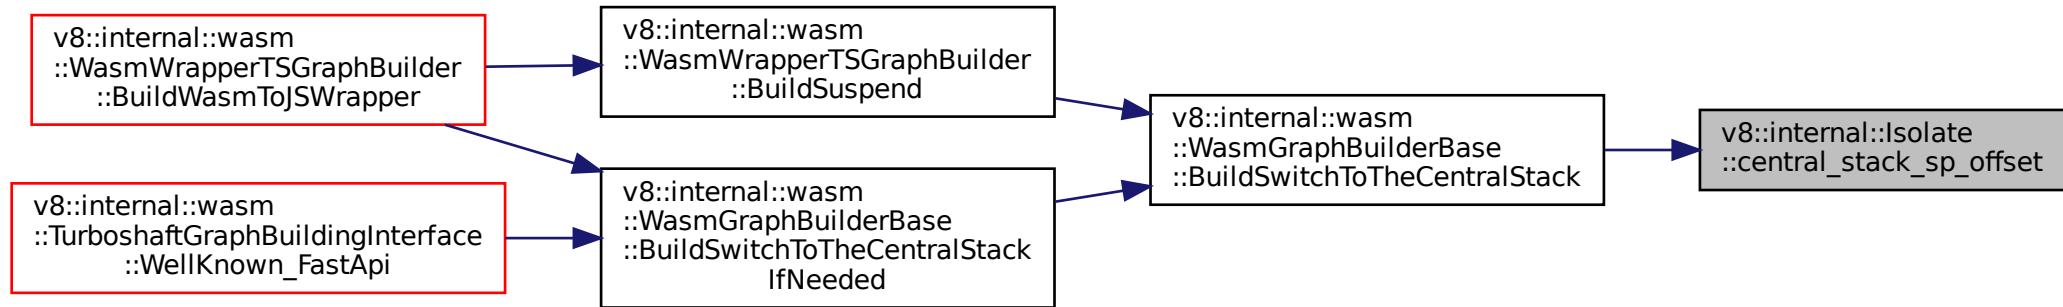 v8::internal::wasm
::WasmWrapperTSGraphBuilder
::BuildWasmToJSWrapper
v8::internal::wasm
::TurboshaftGraphBuildingInterface
::WellKnown_FastApi
v8::internal::wasm
::WasmWrapperTSGraphBuilder
::BuildSuspend
v8::internal::wasm
::WasmGraphBuilderBase
::BuildSwitchToTheCentralStack
IfNeeded
v8::internal::wasm
::WasmGraphBuilderBase
::BuildSwitchToTheCentralStack
v8::internal::Isolate
::central_stack_sp_offset